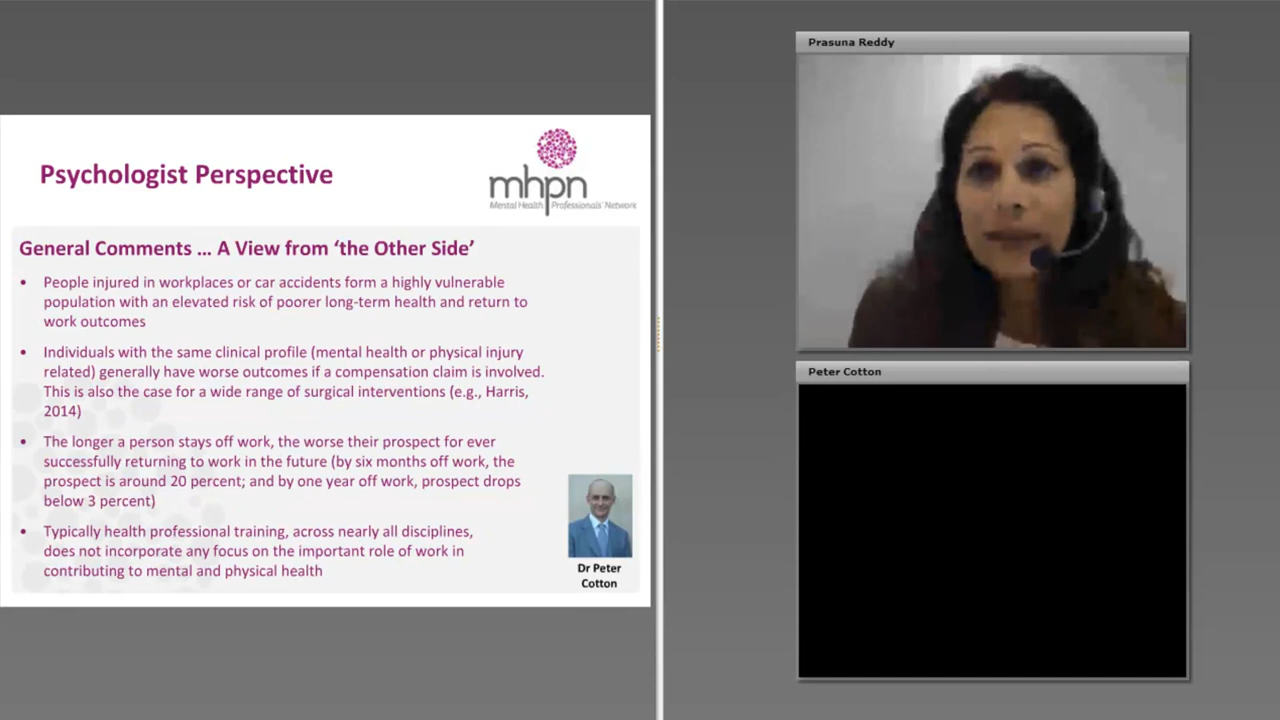 Psychologist Perspective
mhpn
Mental Health Professionals' Network
General Comments ... A View from ‘the Other Side’
• People injured in workplaces or car accidents form a highly vulnerable
population with an elevated risk of poorer long-term health and return to
work outcomes
• Individuals with the same clinical profile (mental health or physical injury
related) generally have worse outcomes if a compensation claim is involved.
This is also the case for a wide range of surgical interventions (e.g., Harris,
2014)
• The longer a person stays off work, the worse their prospect for ever
successfully returning to work in the future (by six months off work, the
prospect is around 20 percent; and by one year off work, prospect drops
below 3 percent)
• Typically health professional training, across nearly all disciplines,
does not incorporate any focus on the important role of work in
contributing to mental and physical health
Dr Peter
Cotton
Prasuna Reddy
Peter Cotton